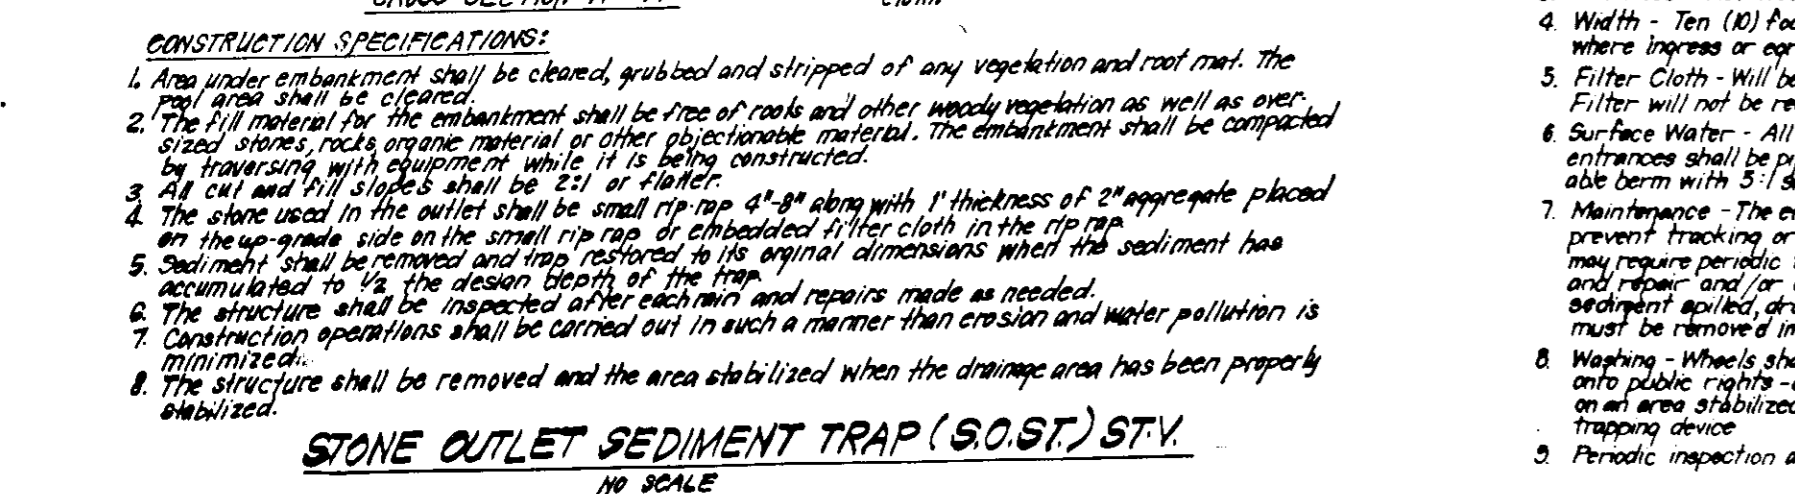 CROSS SECTION A-A
CLOTH
CONSTRUCTION SPECIFICATIONS:
1. Area under embankment shall be cleared, grubbed and stripped of any vegetation and root mat. The
pool area shall be cleared.
2. The fill material for the embankment shall be free of roots and other woody vegetation as well as over-
sized stones, rocks, organic material or other objectionable material. The embankment shall be compacted
by traversing with equipment while it is being constructed.
3. All cut and fill slopes shall be 2:1 or flatter.
4. The stone used in the outlet shall be small rip-rap 4"-8" along with 1' thickness of 2" aggregate placed
on the up-grade side on the small rip rap or embedded filter cloth in the rip rap.
5. Sediment shall be removed and trap restored to its orginal dimensions when the sediment has
accumulated to 1/2 the design depth of the trap.
6. The structure shall be inspected after each rain and repairs made as needed.
7. Construction operations shall be carried out in such a manner than erosion and water pollution is
minimized.
8. The structure shall be removed and the area stabilized when the drainage area has been properly
stabilized.
STONE OUTLET SEDIMENT TRAP (S.O.S.T.) ST.V.
NO SCALE
4. Width - Ten (10) foo
where ingress or egr
5. Filter Cloth - Will be
Filter will not be re
6. Surface Water - All
entrances shall be pi
able berm with 5:1 s
7. Maintenance - The e
prevent tracking or
may require periodic
and repair and/or
sediment spilled, dr
must be removed im
8. Washing - Wheels sha
onto public rights-
on an area stabilized
trapping device
9. Periodic inspection a